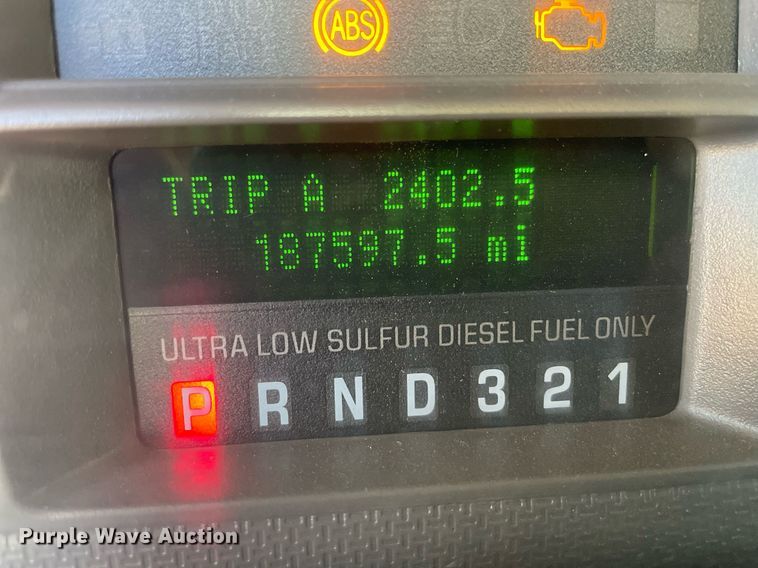 ABS
TRIP A 2402.5
187597.5 mi
ULTRA LOW SULFUR DIESEL FUEL ONLY
P R N D 3 2 1
Purple Wave Auction